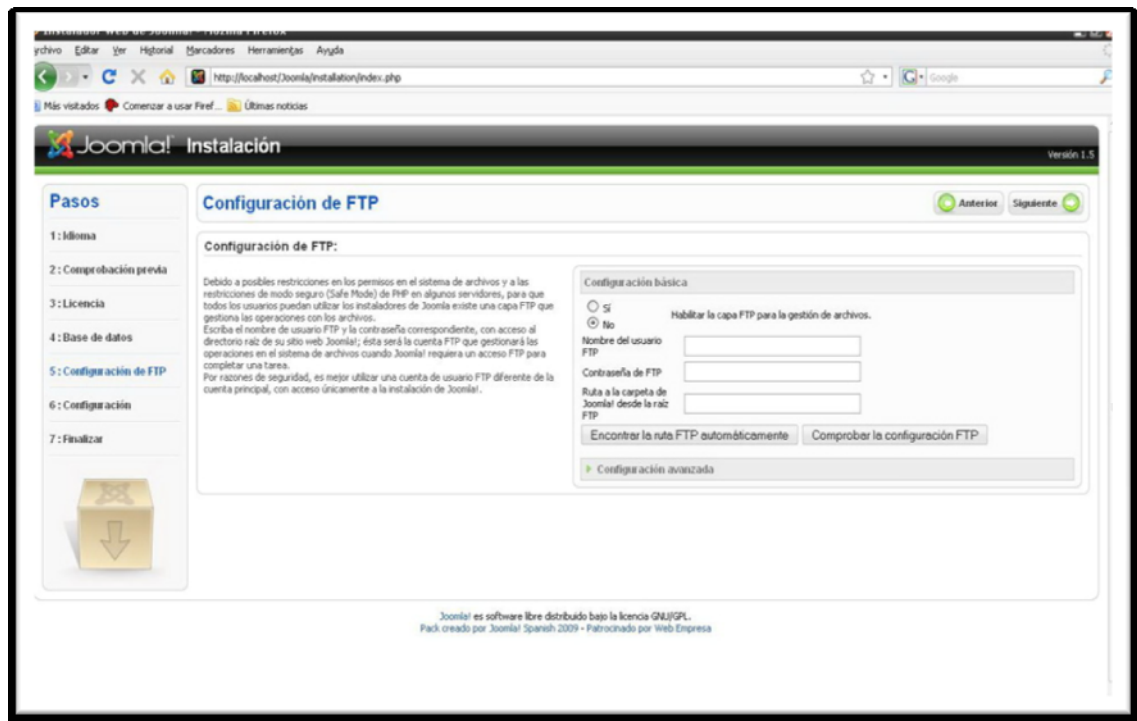 Instalador Web de Joomla! - Mozilla Firefox
rchivo Editar Ver Historial Marcadores Herramientas Ayuda
http://localhost/Joomla/installation/index.php
Google
Más visitados Comenzar a usar Firef... Últimas noticias
Joomla! Instalación
Versión 1.5
Pasos
1 : Idioma
2 : Comprobación previa
3 : Licencia
4 : Base de datos
5 : Configuración de FTP
6 : Configuración
7 : Finalizar
Configuración de FTP
Anterior Siguiente
Configuración de FTP:
Debido a posibles restricciones en los permisos en el sistema de archivos y a las
restricciones de modo seguro (Safe Mode) de PHP en algunos servidores, para que
todos los usuarios puedan utilizar los instaladores de Joomla existe una capa FTP que
gestiona las operaciones con los archivos.
Escriba el nombre de usuario FTP y la contraseña correspondiente, con acceso al
directorio raíz de su sitio web Joomla!; ésta será la cuenta FTP que gestionará las
operaciones en el sistema de archivos cuando Joomla! requiera un acceso FTP para
completar una tarea.
Por razones de seguridad, es mejor utilizar una cuenta de usuario FTP diferente de la
cuenta principal, con acceso únicamente a la instalación de Joomla!.
Configuración básica
Sí
No
Habilitar la capa FTP para la gestión de archivos.
Nombre del usuario
FTP
Contraseña de FTP
Ruta a la carpeta de
Joomla! desde la raíz
FTP
Encontrar la ruta FTP automáticamente Comprobar la configuración FTP
Configuración avanzada
Joomla! es software libre distribuido bajo la licencia GNU/GPL.
Pack creado por Joomla! Spanish 2009 - Patrocinado por Web Empresa